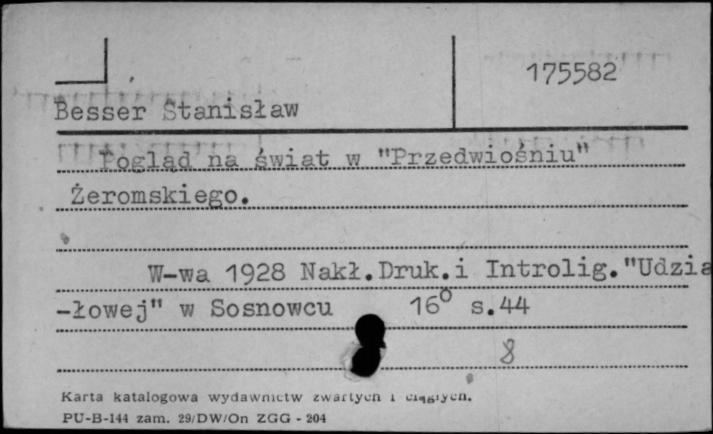 175582
Besser Stanisław
Pogląd na świat w "Przedwiośniu"
Żeromskiego.
W-wa 1928 Nakł.Druk.i Introlig."Udzia
-łowej" w Sosnowcu 16⁰ s.44
8
Karta katalogowa wydawnictw zwartych i ciągłych.
PU-B-144 zam. 29/DW/On ZGG - 204